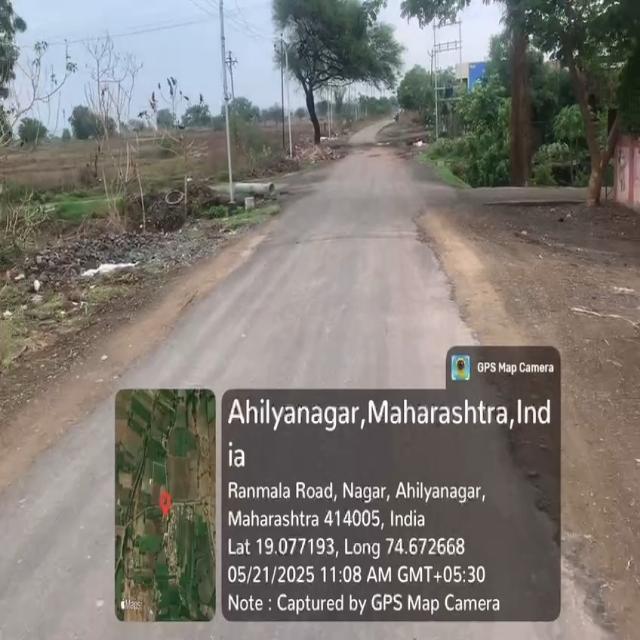 GPS Map Camera
Ahilyanagar,Maharashtra,Ind
ia
Ranmala Road, Nagar, Ahilyanagar,
Maharashtra 414005, India
Lat 19.077193, Long 74.672668
05/21/2025 11:08 AM GMT+05:30
Note : Captured by GPS Map Camera
Maps